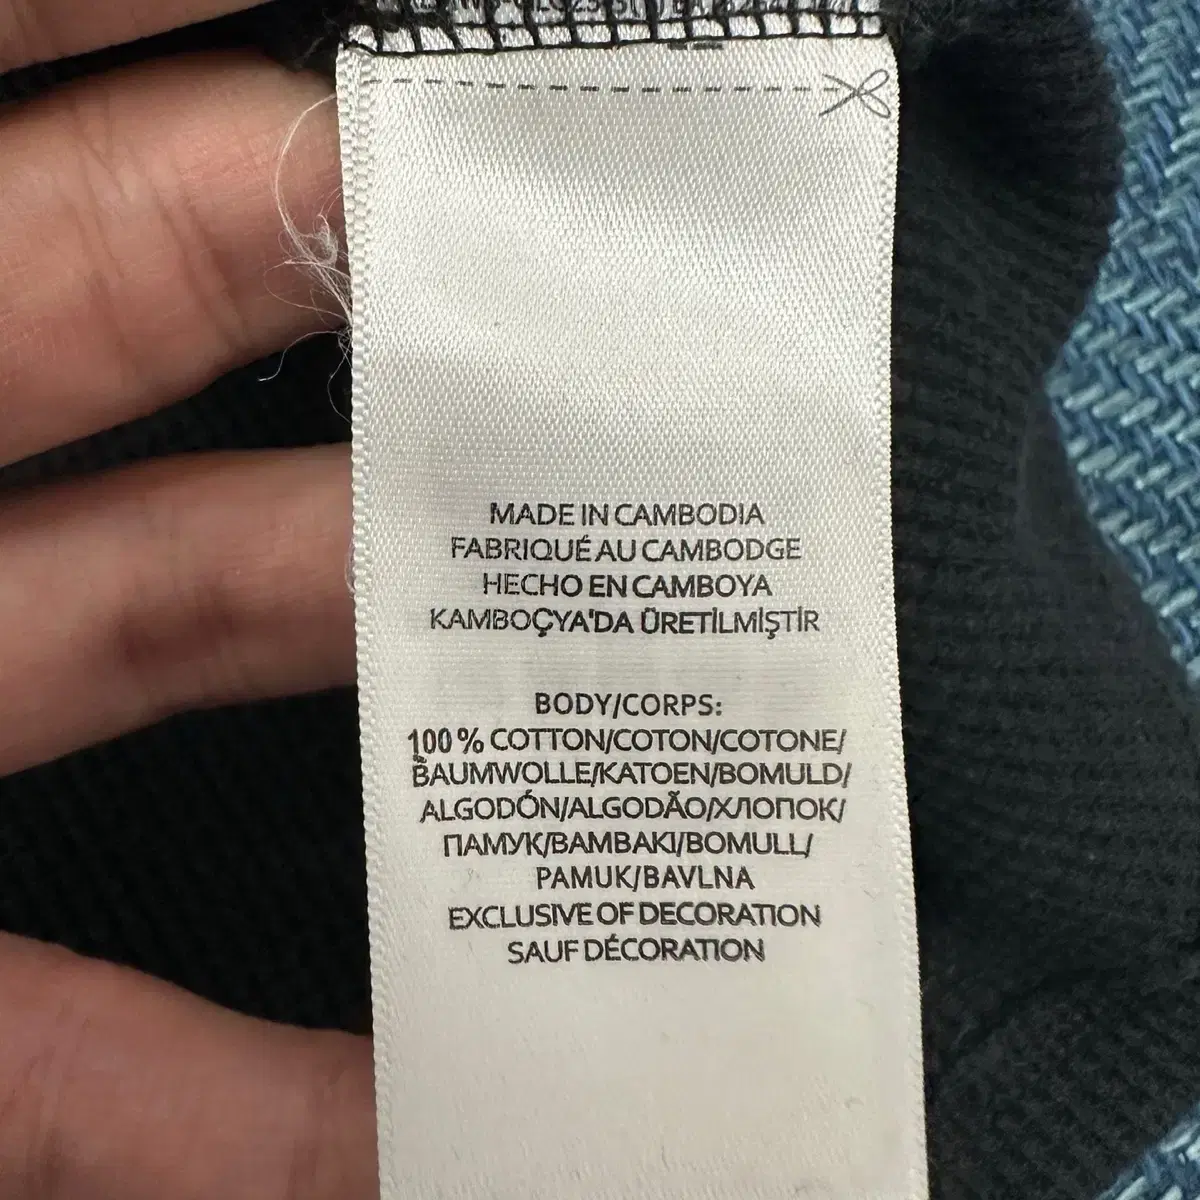 MADE IN CAMBODIA
FABRIQUÉ AU CAMBODGE
HECHO EN CAMBOYA
KAMBOÇYA'DA ÜRETİLMİŞTİR
BODY/CORPS:
100 % COTTON/COTON/COTONE/
BAUMWOLLE/KATOEN/BOMULD/
ALGODÓN/ALGODÃO/ХЛОПОК/
ПАМУК/BAMBAKI/BOMULL/
PAMUK/BAVLNA
EXCLUSIVE OF DECORATION
SAUF DÉCORATION